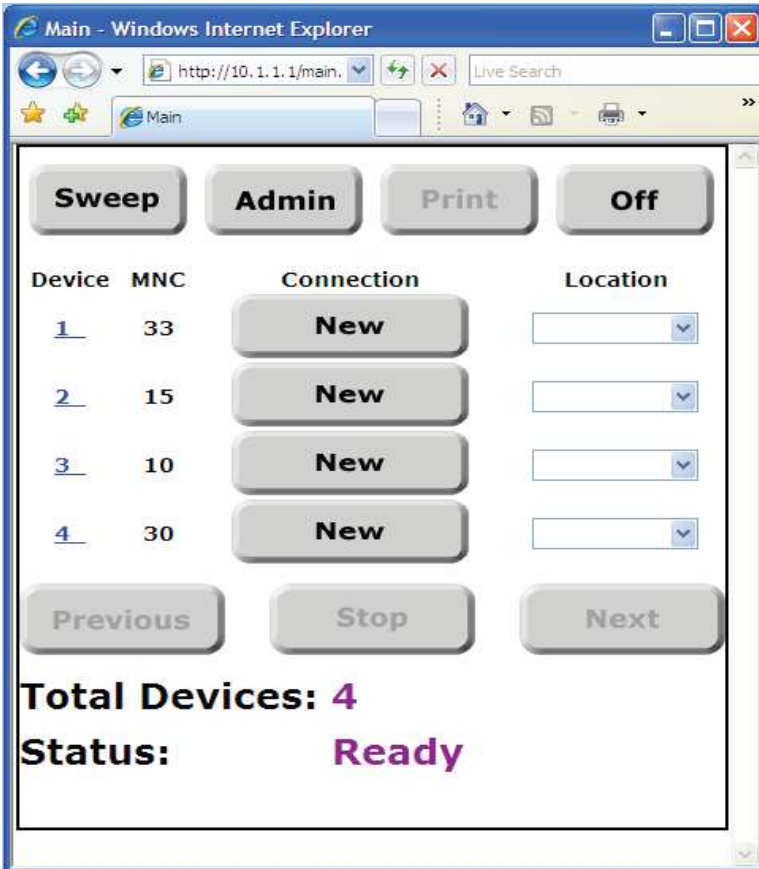 Main - Windows Internet Explorer
http://10.1.1.1/main. Live Search
Main »
Sweep Admin Print Off
Device MNC Connection Location
1 33 New
2 15 New
3 10 New
4 30 New
Previous Stop Next
Total Devices: 4
Status: Ready